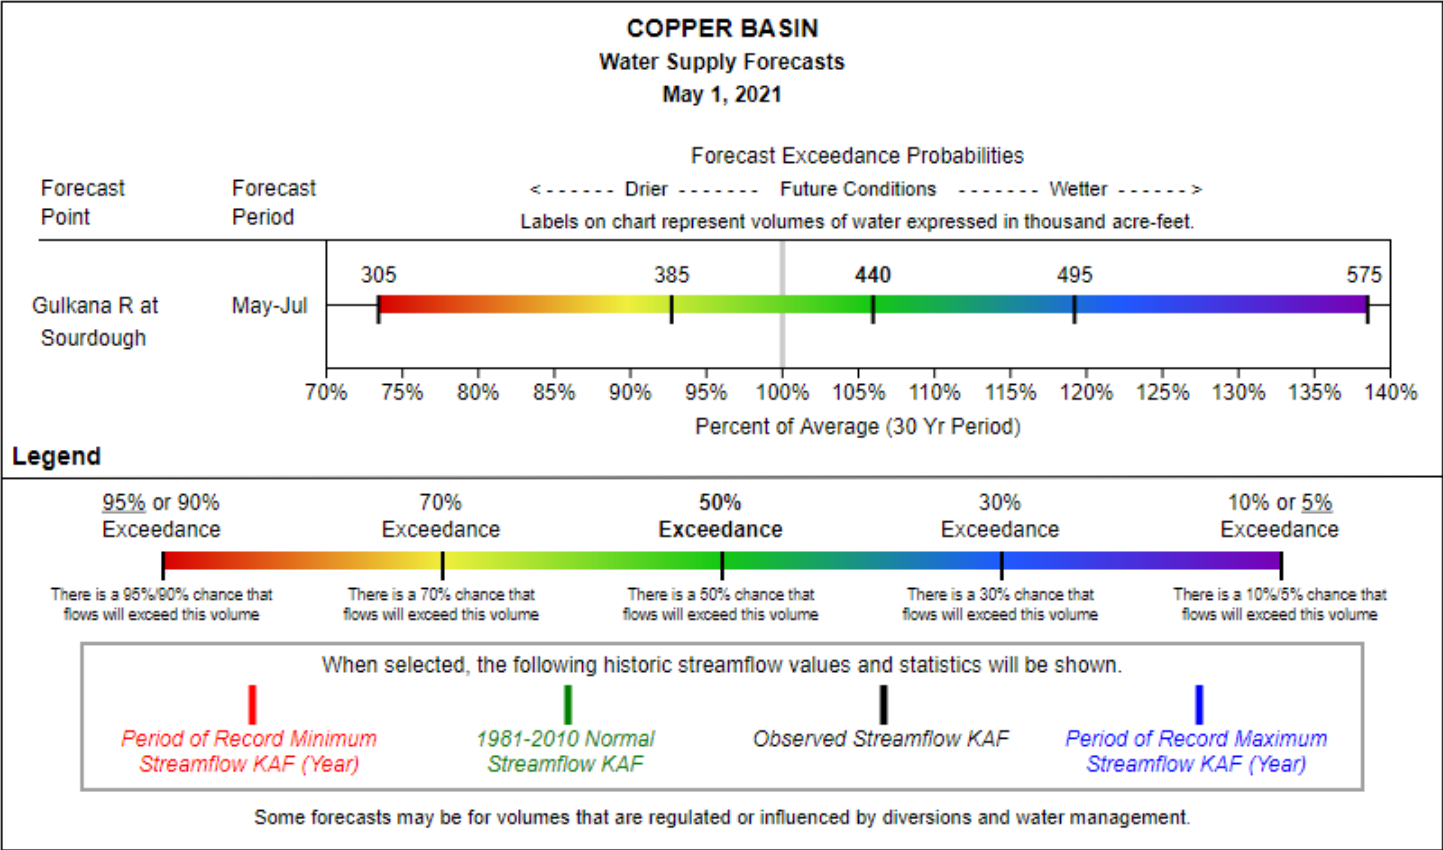 COPPER BASIN
Water Supply Forecasts
May 1, 2021
Forecast Exceedance Probabilities
Forecast Point
Forecast Period
<------ Drier ------- Future Conditions ------- Wetter ------>
Labels on chart represent volumes of water expressed in thousand acre-feet.
305 385 440 495 575
Gulkana R at Sourdough
May-Jul
70% 75% 80% 85% 90% 95% 100% 105% 110% 115% 120% 125% 130% 135% 140%
Percent of Average (30 Yr Period)
Legend
95% or 90% Exceedance
70% Exceedance
50% Exceedance
30% Exceedance
10% or 5% Exceedance
There is a 95%/90% chance that flows will exceed this volume
There is a 70% chance that flows will exceed this volume
There is a 50% chance that flows will exceed this volume
There is a 30% chance that flows will exceed this volume
There is a 10%/5% chance that flows will exceed this volume
When selected, the following historic streamflow values and statistics will be shown.
Period of Record Minimum Streamflow KAF (Year)
1981-2010 Normal Streamflow KAF
Observed Streamflow KAF
Period of Record Maximum Streamflow KAF (Year)
Some forecasts may be for volumes that are regulated or influenced by diversions and water management.